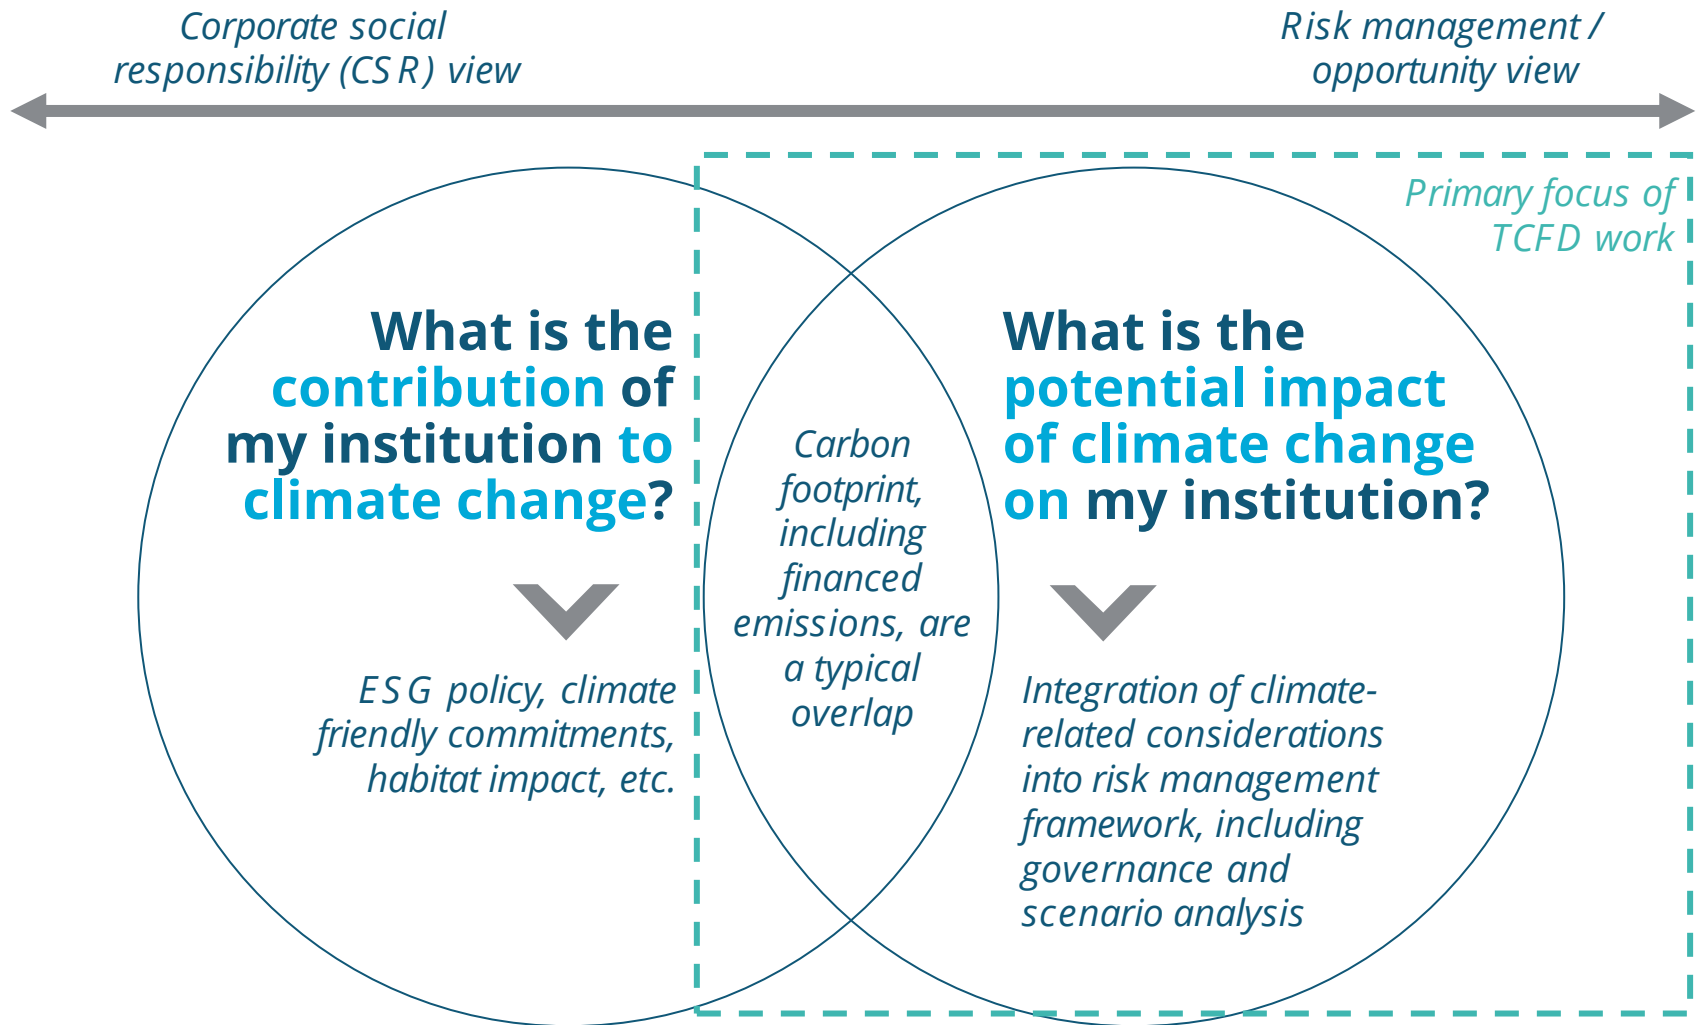 Corporate social
responsibility (CSR) view
Risk management /
opportunity view
Primary focus of
TCFD work
What is the
contribution of
my institution to
climate change?
ESG policy, climate
friendly commitments,
habitat impact, etc.
Carbon
footprint,
including
financed
emissions, are
a typical
overlap
What is the
potential impact
of climate change
on my institution?
Integration of climate-
related considerations
into risk management
framework, including
governance and
scenario analysis